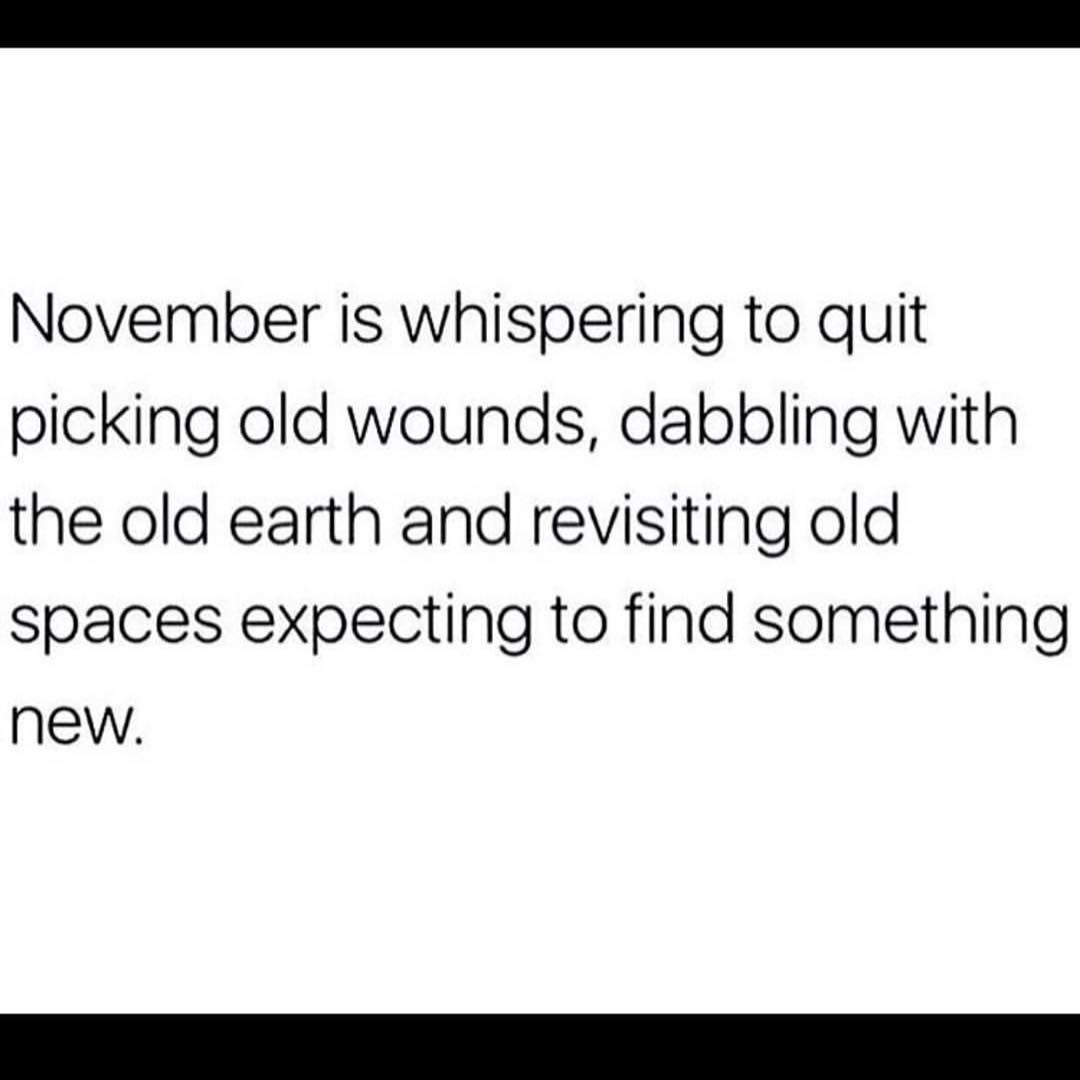 November is whispering to quit
picking old wounds, dabbling with
the old earth and revisiting old
spaces expecting to find something
new.